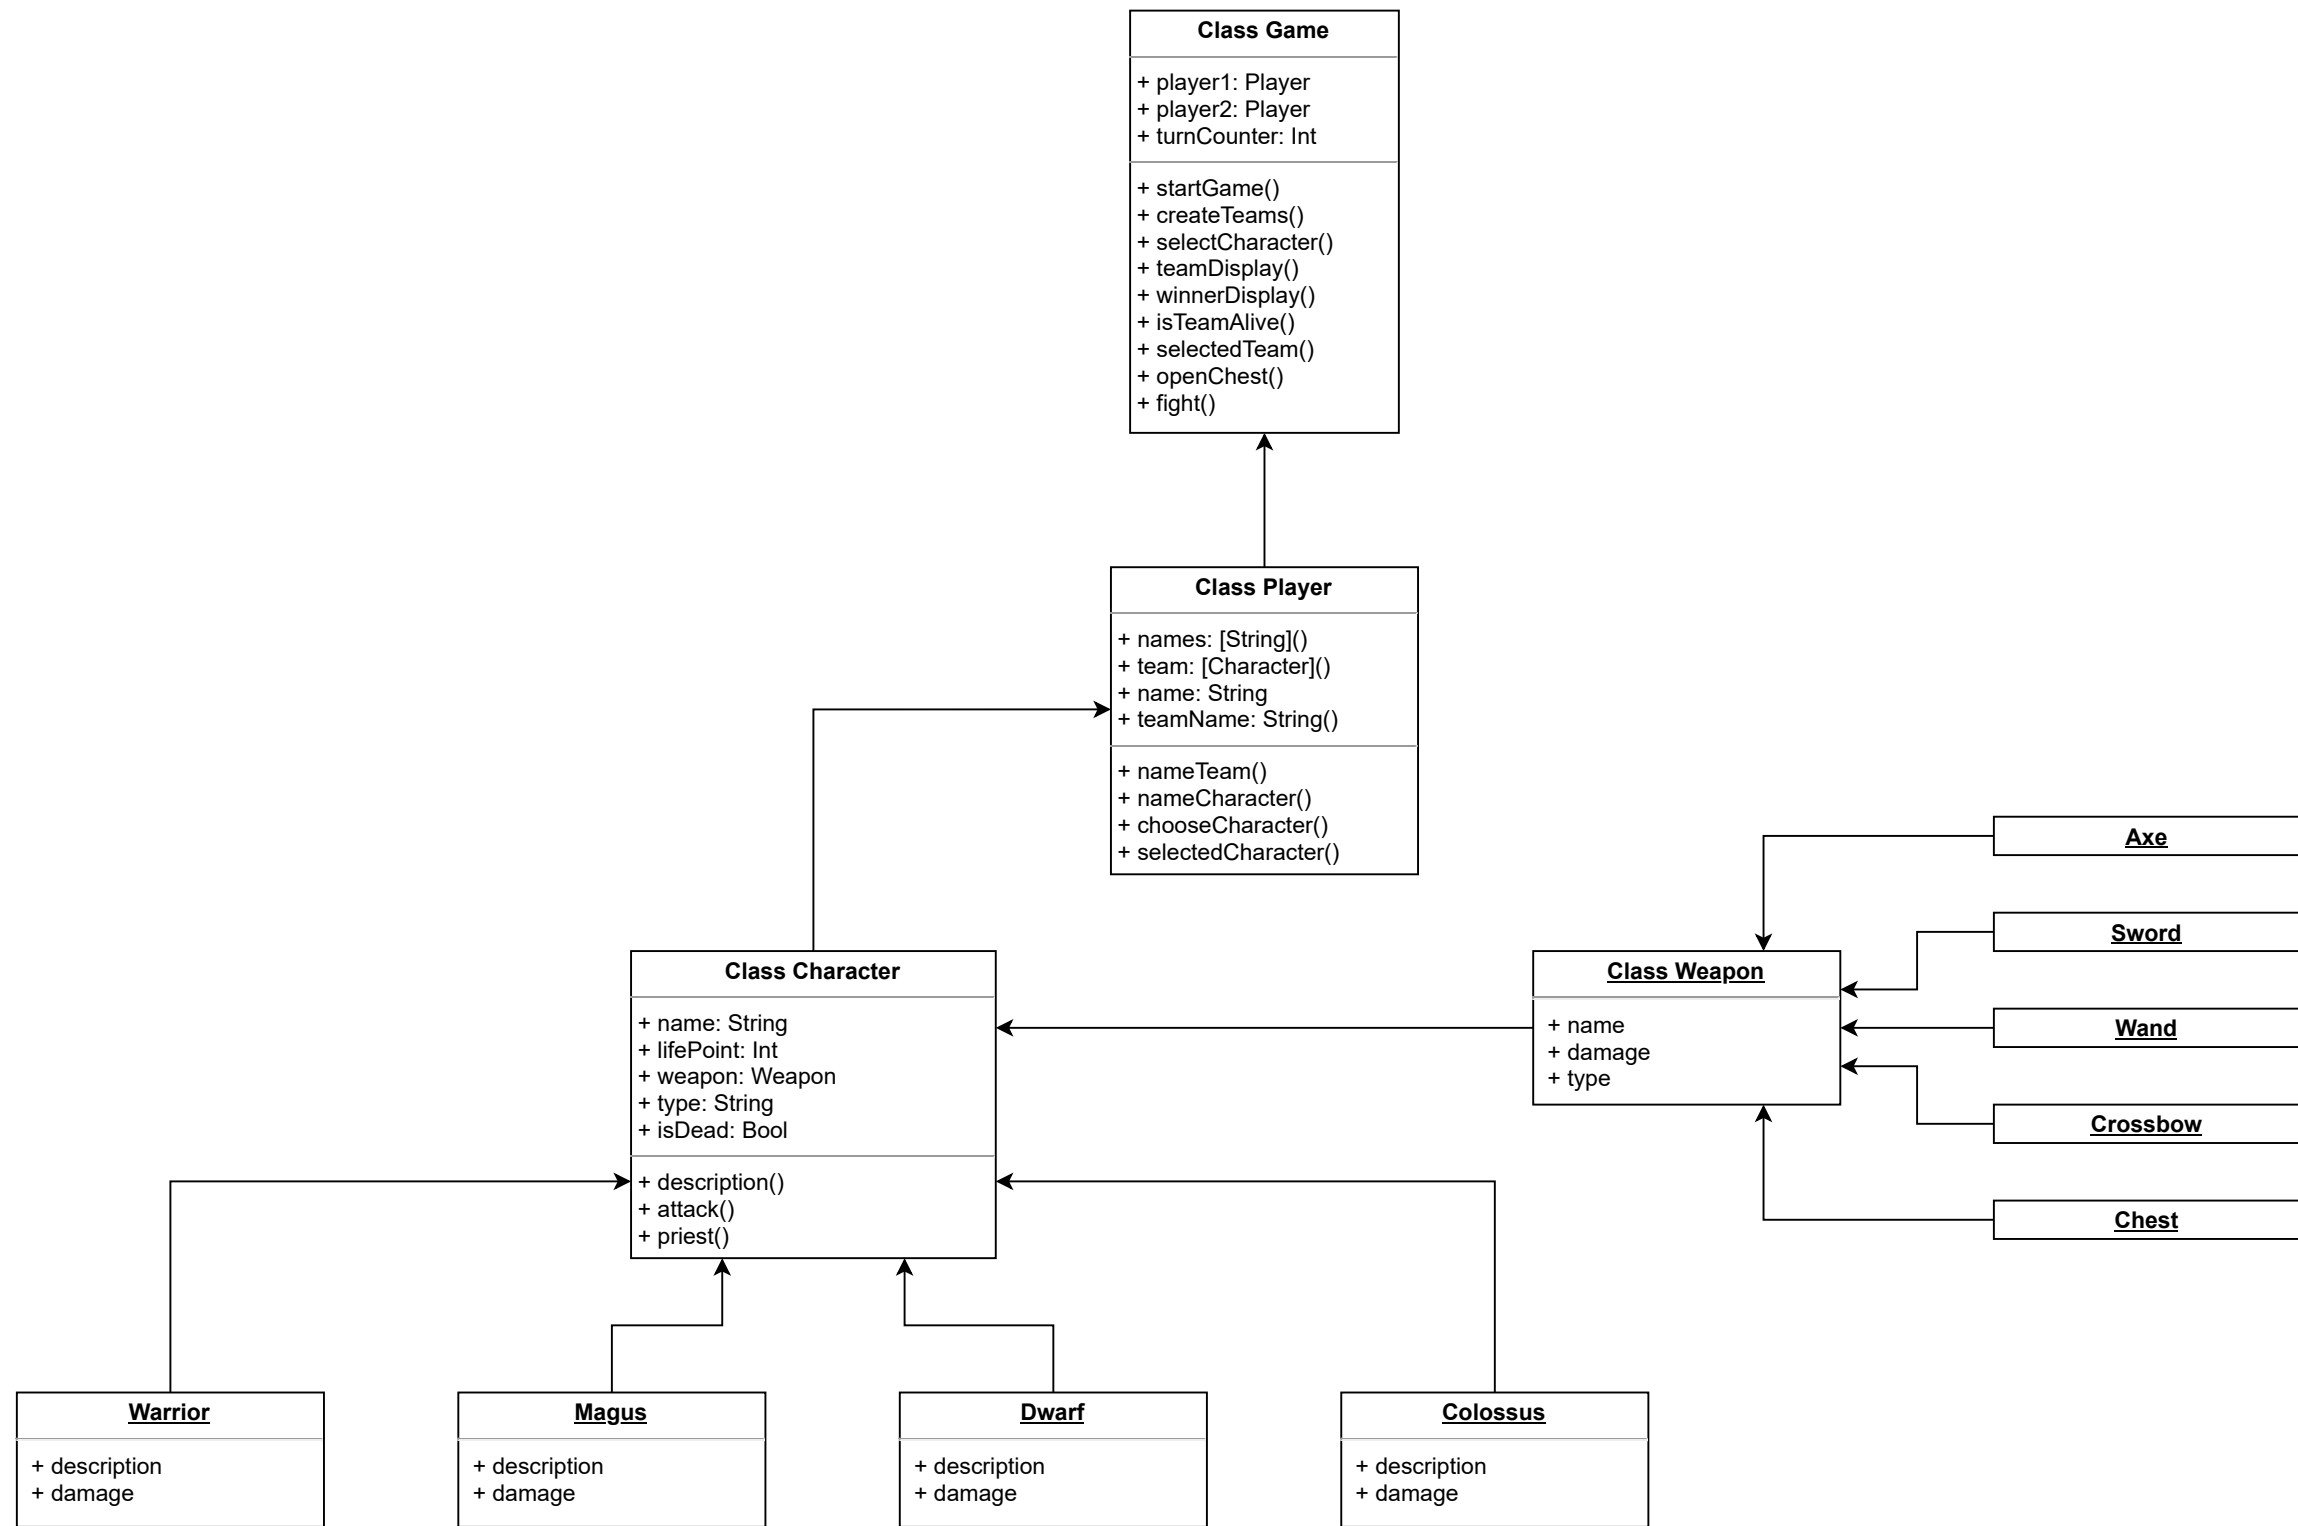 Class Game
+ player1: Player
+ player2: Player
+ turnCounter: Int
+ startGame()
+ createTeams()
+ selectCharacter()
+ teamDisplay()
+ winnerDisplay()
+ isTeamAlive()
+ selectedTeam()
+ openChest()
+ fight()
Class Player
+ names: [String]()
+ team: [Character]()
+ name: String
+ teamName: String()
+ nameTeam()
+ nameCharacter()
+ chooseCharacter()
+ selectedCharacter()
Class Character
+ name: String
+ lifePoint: Int
+ weapon: Weapon
+ type: String
+ isDead: Bool
+ description()
+ attack()
+ priest()
Class Weapon
+ name
+ damage
+ type
Axe
Sword
Wand
Crossbow
Chest
Warrior
+ description
+ damage
Magus
+ description
+ damage
Dwarf
+ description
+ damage
Colossus
+ description
+ damage